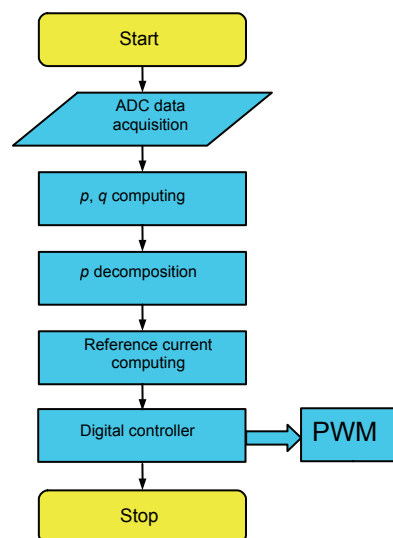 Start
ADC data
acquisition
p, q computing
p decomposition
Reference current
computing
Digital controller
PWM
Stop